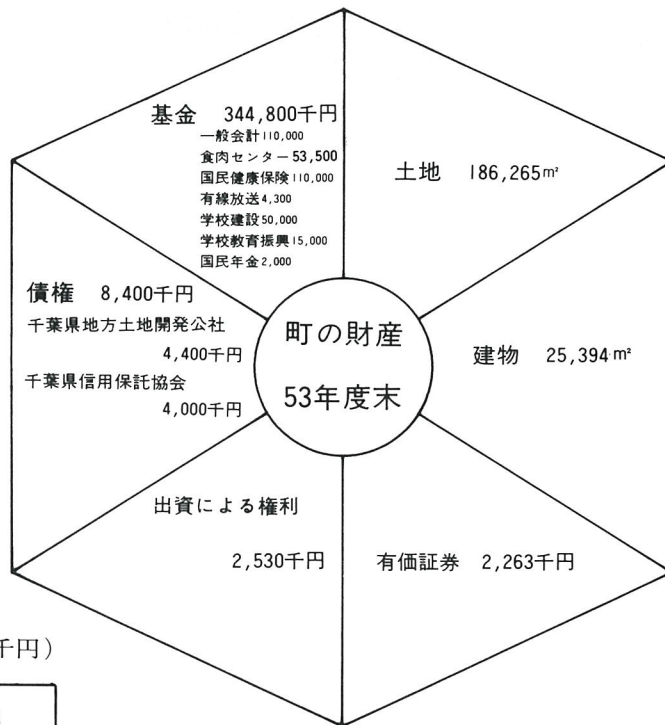 基金 344,800千円
一般会計110,000
食肉センター53,500
国民健康保険110,000
有線放送4,300
学校建設50,000
学校教育振興15,000
国民年金2,000
土地 186,265㎡
債権 8,400千円
千葉県地方土地開発公社
4,400千円
千葉県信用保託協会
4,000千円
町の財産
53年度末
建物 25,394㎡
出資による権利
2,530千円
有価証券 2,263千円
千円）